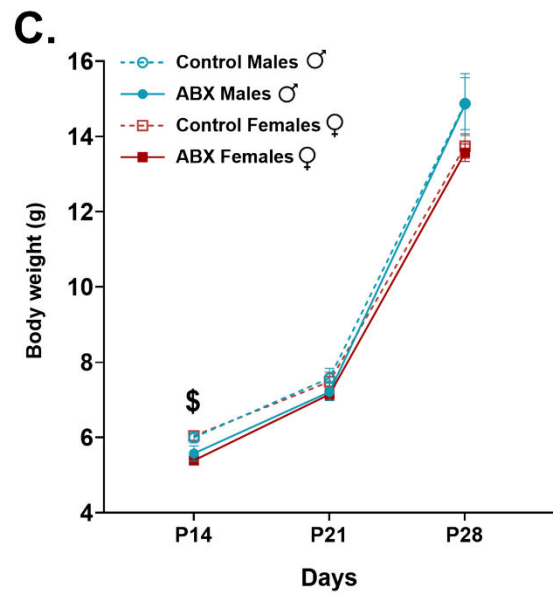 C.
Control Males ♂
ABX Males ♂
Control Females ♀
ABX Females ♀
Body weight (g)
16
14
12
10
8
6
4
$
P14 P21 P28
Days